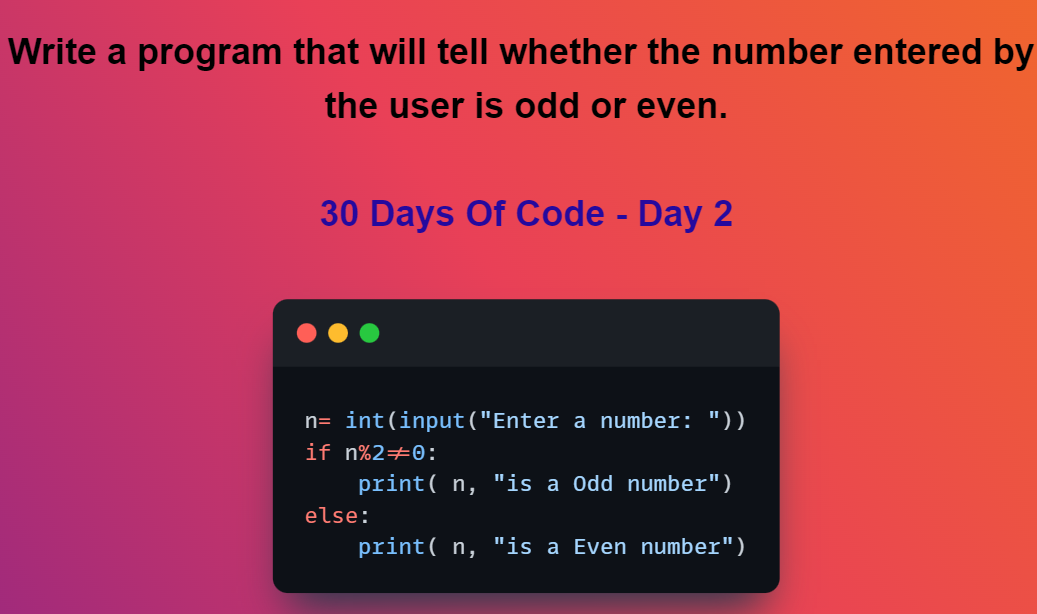 Write a program that will tell whether the number entered by
the user is odd or even.
30 Days Of Code - Day 2
n= int(input("Enter a number: "))
if n%2≠0:
    print( n, "is a Odd number")
else:
    print( n, "is a Even number")